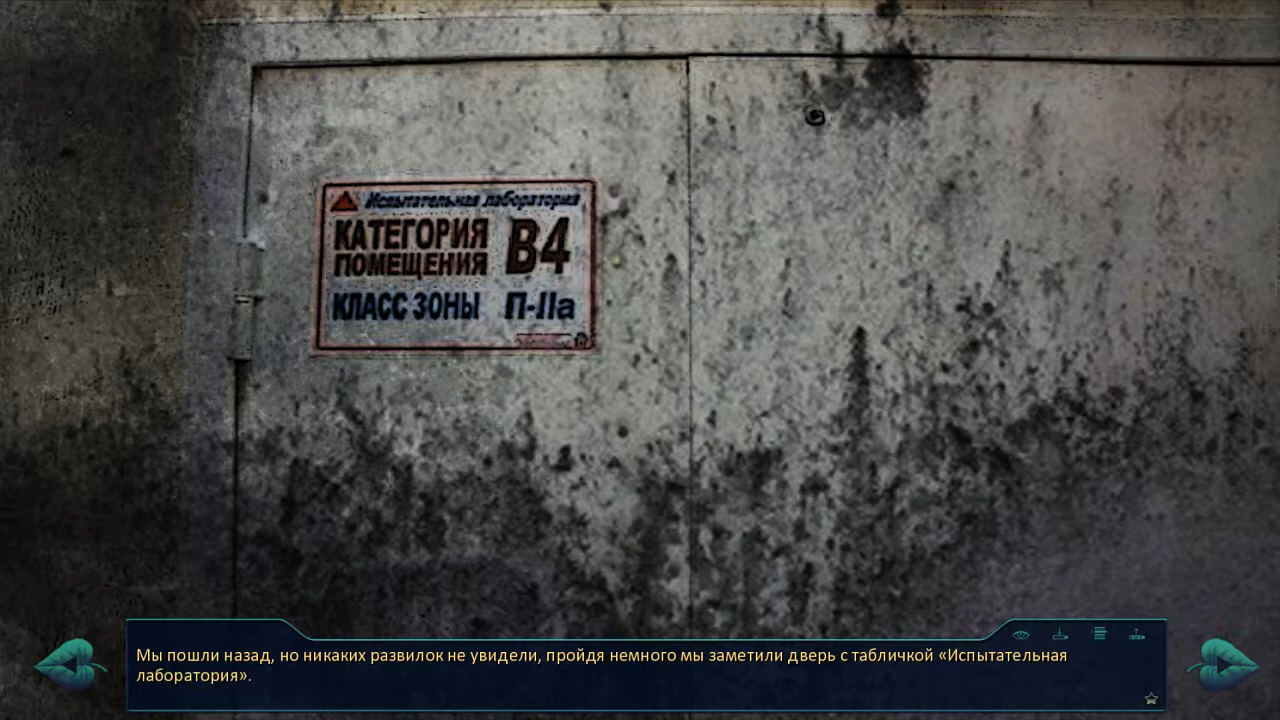 Испытательная лаборатория
КАТЕГОРИЯ
ПОМЕЩЕНИЯ В4
КЛАСС ЗОНЫ П-IIа
Мы пошли назад, но никаких развилок не увидели, пройдя немного мы заметили дверь с табличкой «Испытательная
лаборатория».